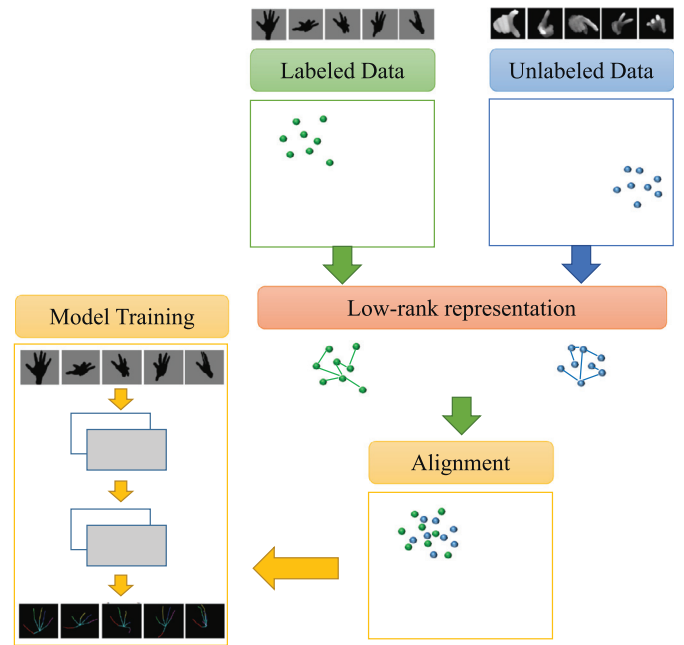 Labeled Data
Unlabeled Data
Low-rank representation
Model Training
Alignment